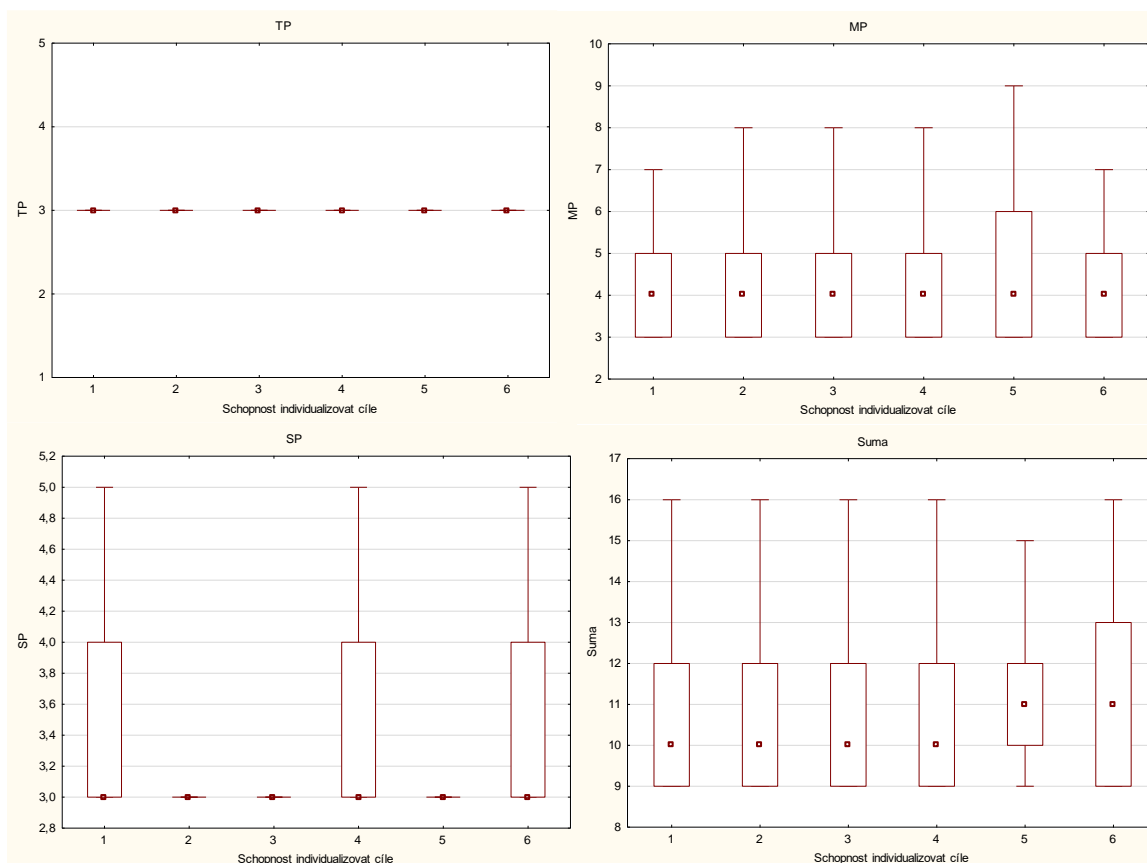 TP
TP
5
4
3
2
1
1 2 3 4 5 6
Schopnost individualizovat cíle
MP
MP
10
9
8
7
6
5
4
3
2
1 2 3 4 5 6
Schopnost individualizovat cíle
SP
SP
5,2
5,0
4,8
4,6
4,4
4,2
4,0
3,8
3,6
3,4
3,2
3,0
2,8
1 2 3 4 5 6
Schopnost individualizovat cíle
Suma
Suma
17
16
15
14
13
12
11
10
9
8
1 2 3 4 5 6
Schopnost individualizovat cíle